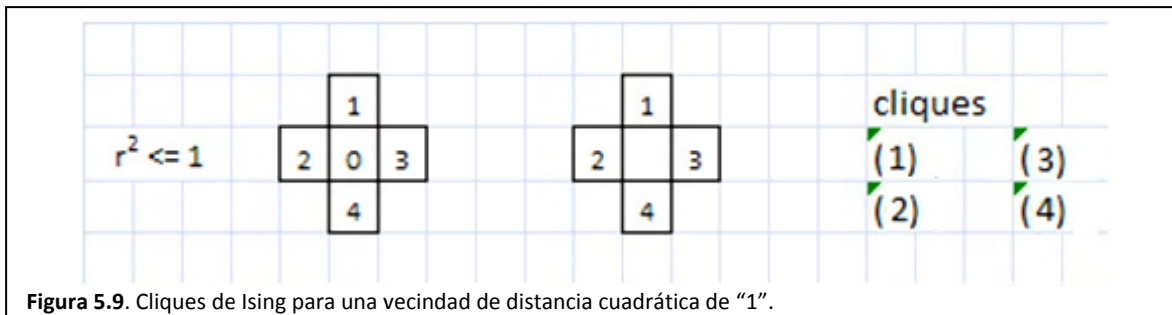 1 1 cliques
r² <= 1 2 0 3 2 3 (1) (3)
4 4 (2) (4)
Figura 5.9. Cliques de Ising para una vecindad de distancia cuadrática de “1”.